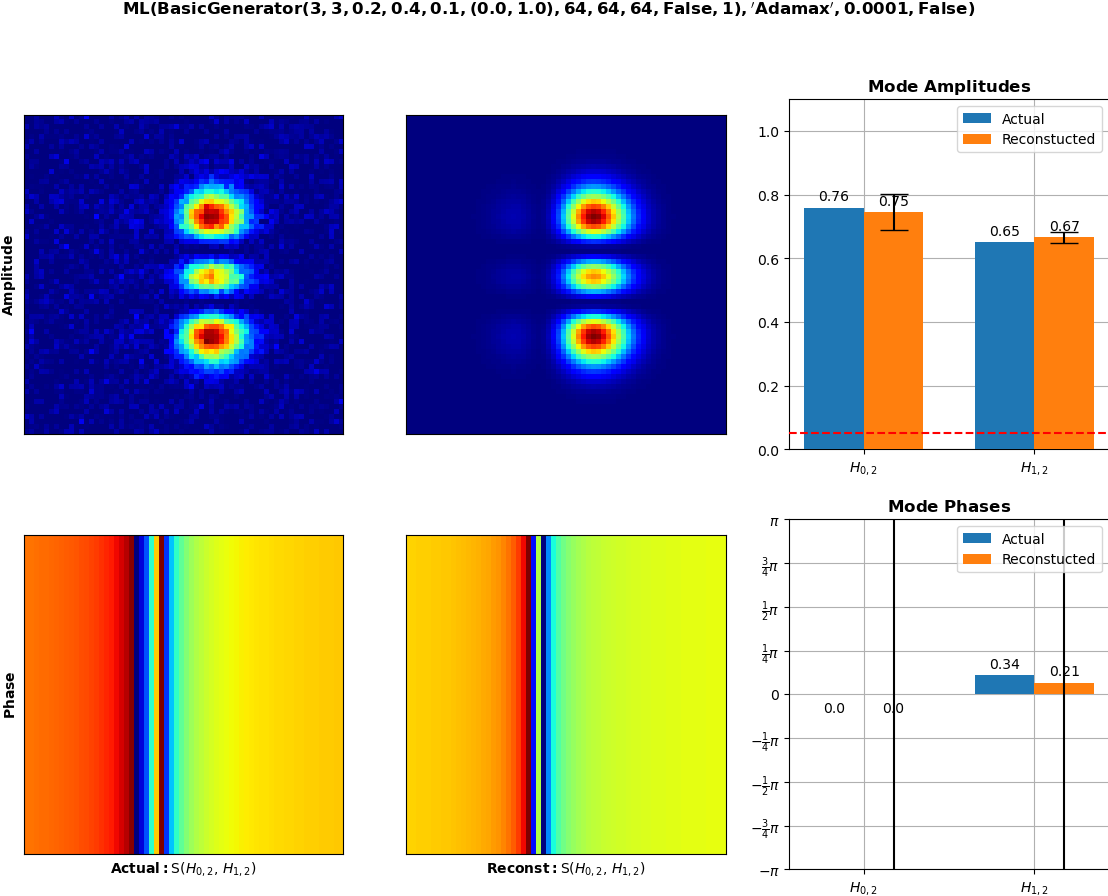 ML(BasicGenerator(3, 3, 0.2, 0.4, 0.1, (0.0, 1.0), 64, 64, 64, False, 1), 'Adamax', 0.0001, False)
Mode Amplitudes
Actual
Reconstucted
1.0
0.8
0.6
0.4
0.2
0.0
0.76
0.75
0.65
0.67
H0, 2
H1, 2
Amplitude
Mode Phases
Actual
Reconstucted
π
3/4π
1/2π
1/4π
0
−1/4π
−1/2π
−3/4π
−π
0.0
0.0
0.34
0.21
H0, 2
H1, 2
Phase
Actual: S(H0, 2, H1, 2)
Reconst: S(H0, 2, H1, 2)